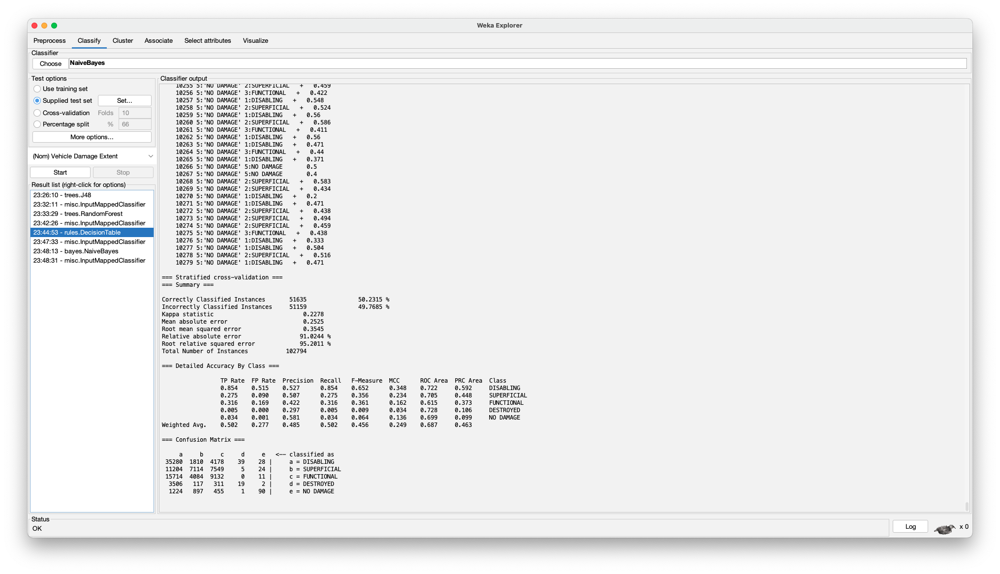 Weka Explorer
Preprocess Classify Cluster Associate Select attributes Visualize
Classifier
Choose NaiveBayes
Test options
Use training set
Supplied test set Set...
Cross-validation Folds 10
Percentage split % 66
More options...
(Nom) Vehicle Damage Extent
Start Stop
Result list (right-click for options)
23:26:10 - trees.J48
23:32:11 - misc.InputMappedClassifier
23:33:29 - trees.RandomForest
23:42:26 - misc.InputMappedClassifier
23:44:53 - rules.DecisionTable
23:47:33 - misc.InputMappedClassifier
23:48:13 - bayes.NaiveBayes
23:48:31 - misc.InputMappedClassifier
Classifier output
10255 5:'NO DAMAGE' 2:SUPERFICIAL + 0.459
10256 5:'NO DAMAGE' 3:FUNCTIONAL + 0.422
10257 5:'NO DAMAGE' 1:DISABLING + 0.548
10258 5:'NO DAMAGE' 2:SUPERFICIAL + 0.524
10259 5:'NO DAMAGE' 1:DISABLING + 0.56
10260 5:'NO DAMAGE' 2:SUPERFICIAL + 0.586
10261 5:'NO DAMAGE' 3:FUNCTIONAL + 0.411
10262 5:'NO DAMAGE' 1:DISABLING + 0.56
10263 5:'NO DAMAGE' 1:DISABLING + 0.471
10264 5:'NO DAMAGE' 3:FUNCTIONAL + 0.44
10265 5:'NO DAMAGE' 1:DISABLING + 0.371
10266 5:'NO DAMAGE' 5:NO DAMAGE 0.5
10267 5:'NO DAMAGE' 5:NO DAMAGE 0.4
10268 5:'NO DAMAGE' 2:SUPERFICIAL + 0.583
10269 5:'NO DAMAGE' 2:SUPERFICIAL + 0.434
10270 5:'NO DAMAGE' 1:DISABLING + 0.2
10271 5:'NO DAMAGE' 1:DISABLING + 0.471
10272 5:'NO DAMAGE' 2:SUPERFICIAL + 0.438
10273 5:'NO DAMAGE' 2:SUPERFICIAL + 0.494
10274 5:'NO DAMAGE' 2:SUPERFICIAL + 0.459
10275 5:'NO DAMAGE' 3:FUNCTIONAL + 0.438
10276 5:'NO DAMAGE' 1:DISABLING + 0.333
10277 5:'NO DAMAGE' 1:DISABLING + 0.504
10278 5:'NO DAMAGE' 2:SUPERFICIAL + 0.516
10279 5:'NO DAMAGE' 1:DISABLING + 0.471
=== Stratified cross-validation ===
=== Summary ===
Correctly Classified Instances 51635 50.2315 %
Incorrectly Classified Instances 51159 49.7685 %
Kappa statistic 0.2278
Mean absolute error 0.2525
Root mean squared error 0.3545
Relative absolute error 91.0244 %
Root relative squared error 95.2011 %
Total Number of Instances 102794
=== Detailed Accuracy By Class ===
TP Rate FP Rate Precision Recall F-Measure MCC ROC Area PRC Area Class
0.854 0.515 0.527 0.854 0.652 0.348 0.722 0.592 DISABLING
0.275 0.090 0.507 0.275 0.356 0.234 0.705 0.448 SUPERFICIAL
0.316 0.169 0.422 0.316 0.361 0.162 0.615 0.373 FUNCTIONAL
0.005 0.000 0.297 0.005 0.009 0.034 0.728 0.106 DESTROYED
0.034 0.001 0.581 0.034 0.064 0.136 0.699 0.099 NO DAMAGE
Weighted Avg. 0.502 0.277 0.485 0.502 0.456 0.249 0.687 0.463
=== Confusion Matrix ===
a b c d e <-- classified as
35280 1810 4178 39 28 | a = DISABLING
11204 7114 7549 5 24 | b = SUPERFICIAL
15714 4084 9132 0 11 | c = FUNCTIONAL
3506 117 311 19 2 | d = DESTROYED
1224 897 455 1 90 | e = NO DAMAGE
Status
OK
Log x 0